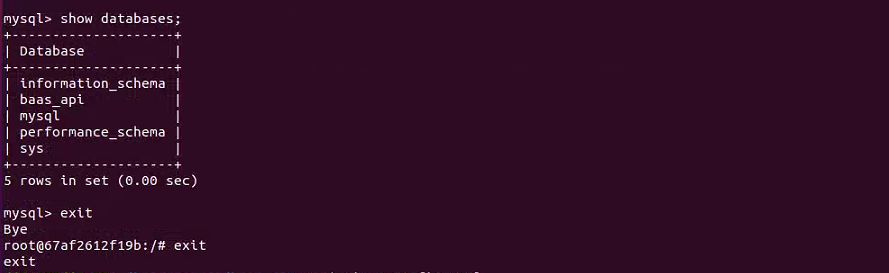 mysql> show databases;
+--------------------+
| Database           |
+--------------------+
| information_schema |
| baas_api           |
| mysql              |
| performance_schema |
| sys                |
+--------------------+
5 rows in set (0.00 sec)
mysql> exit
Bye
root@67af2612f19b:/# exit
exit